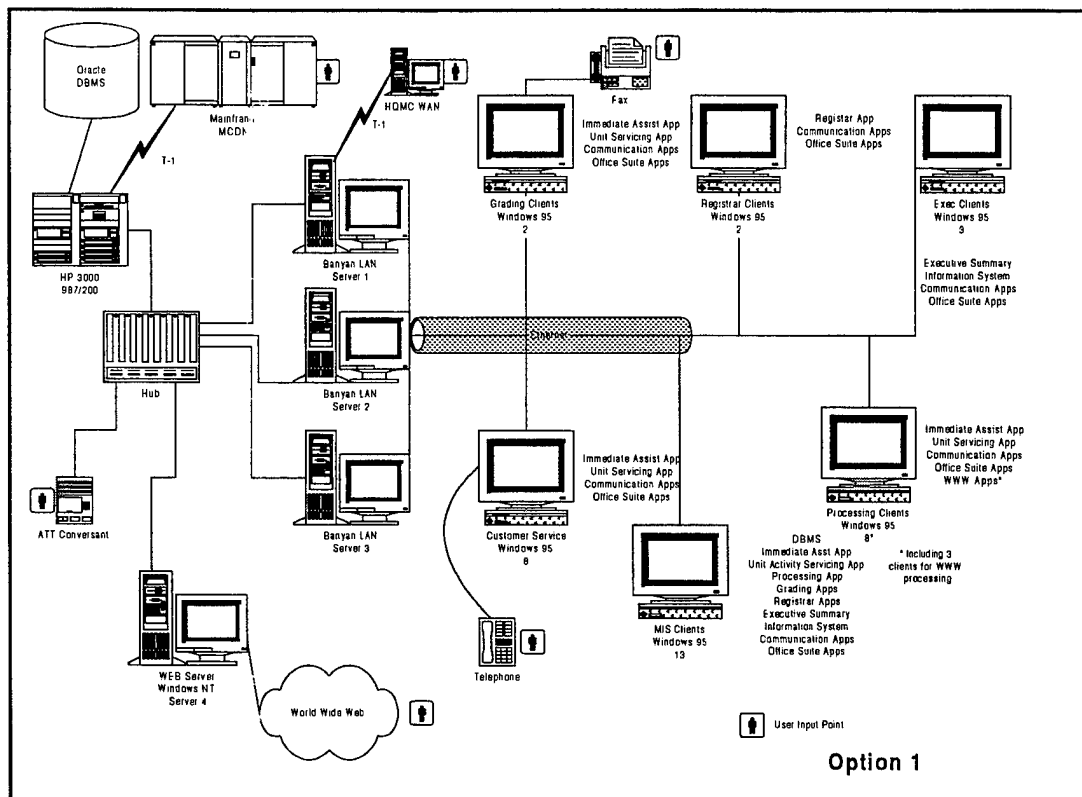 Oracle
DBMS
Mainfram
MCDN
T-1
HQMC WAN
T-1
Fax
HP 3000
987/200
Banyan LAN
Server 1
Immediate Assist App
Unit Servicing App
Communication Apps
Office Suite Apps
Grading Clients
Windows 95
2
Register App
Communication Apps
Office Suite Apps
Registrar Clients
Windows 95
2
Exec Clients
Windows 95
3
Executive Summary
Information System
Communication Apps
Office Suite Apps
Hub
Banyan LAN
Server 2
Ethernet
ATT Conversant
Banyan LAN
Server 3
Immediate Assist App
Unit Servicing App
Communication Apps
Office Suite Apps
Customer Service
Windows 95
8
Immediate Assist App
Unit Servicing App
Communication Apps
Office Suite Apps
WWW Apps*
Processing Clients
Windows 95
8*
* Including 3
clients for WWW
processing
DBMS
Immediate Asst App
Unit Activity Servicing App
Processing App
Grading Apps
Registrar Apps
Executive Summary
Information System
Communication Apps
Office Suite Apps
MIS Clients
Windows 95
13
WEB Server
Windows NT
Server 4
World Wide Web
Telephone
User Input Point
Option 1